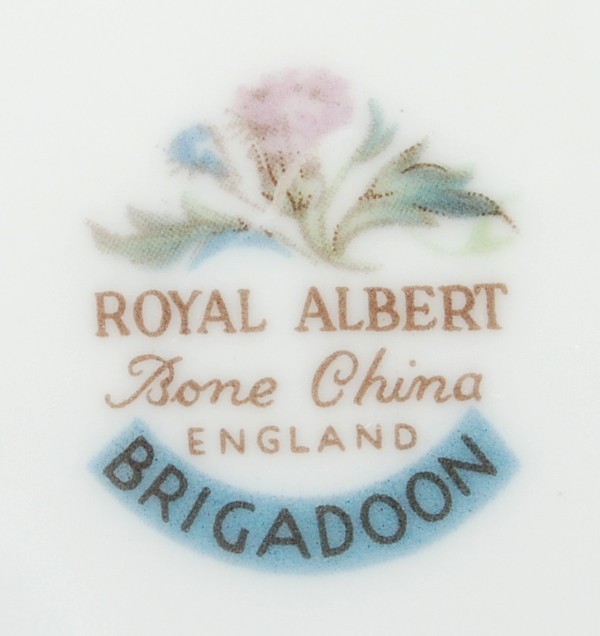 ROYAL ALBERT
Bone China
ENGLAND
BRIGADOON